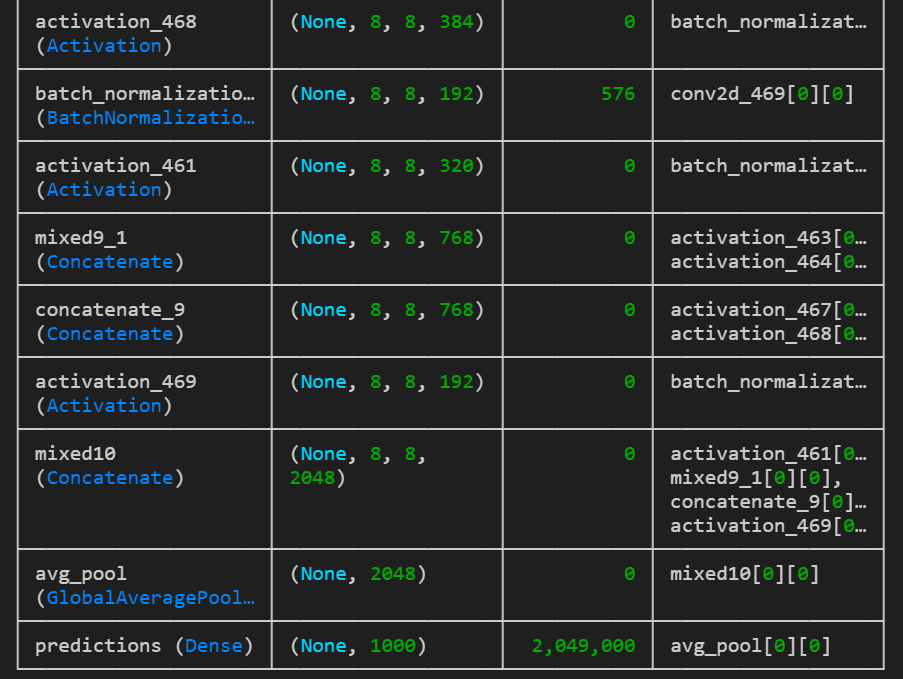 activation_468 (None, 8, 8, 384) 0 batch_normalizat…
(Activation)
batch_normalizatio… (None, 8, 8, 192) 576 conv2d_469[0][0]
(BatchNormalizatio…
activation_461 (None, 8, 8, 320) 0 batch_normalizat…
(Activation)
mixed9_1 (None, 8, 8, 768) 0 activation_463[0…
(Concatenate) activation_464[0…
concatenate_9 (None, 8, 8, 768) 0 activation_467[0…
(Concatenate) activation_468[0…
activation_469 (None, 8, 8, 192) 0 batch_normalizat…
(Activation)
mixed10 (None, 8, 8, 0 activation_461[0…
(Concatenate) 2048) mixed9_1[0][0],
concatenate_9[0]…
activation_469[0…
avg_pool (None, 2048) 0 mixed10[0][0]
(GlobalAveragePool…
predictions (Dense) (None, 1000) 2,049,000 avg_pool[0][0]